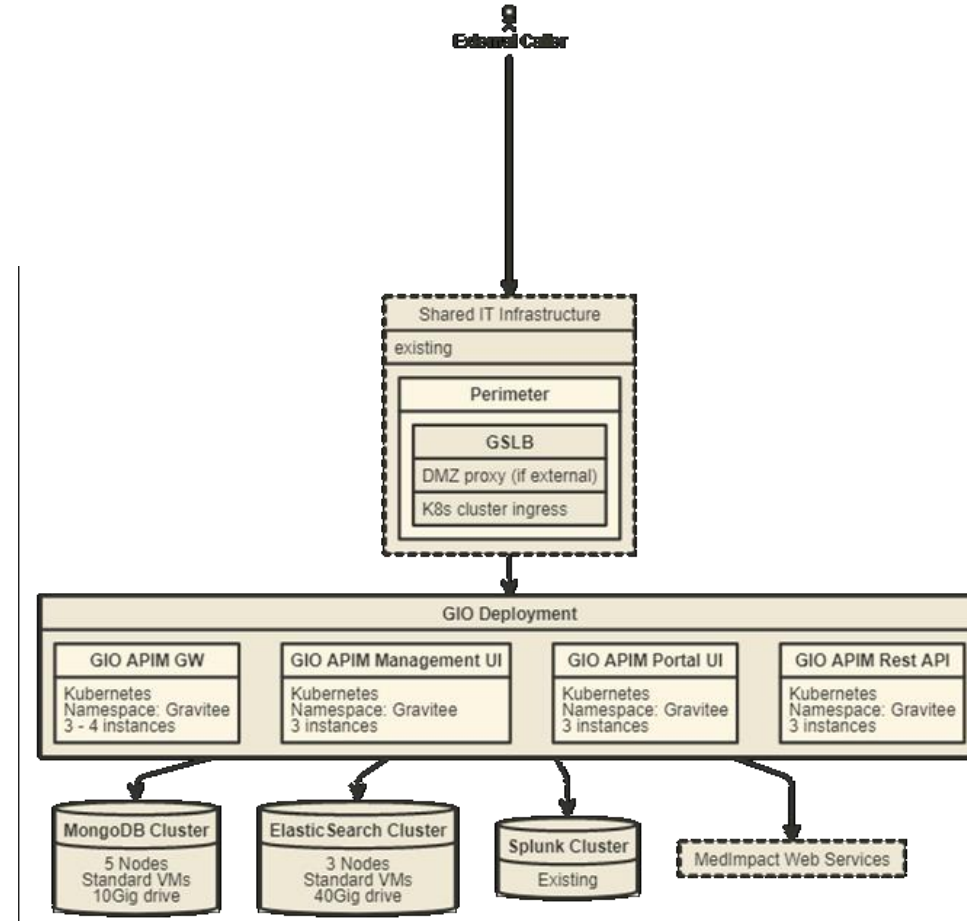 External Caller
Shared IT Infrastructure
existing
Perimeter
GSLB
DMZ proxy (if external)
K8s cluster ingress
GIO Deployment
GIO APIM GW
Kubernetes
Namespace: Gravitee
3 - 4 instances
GIO APIM Management UI
Kubernetes
Namespace: Gravitee
3 instances
GIO APIM Portal UI
Kubernetes
Namespace: Gravitee
3 instances
GIO APIM Rest API
Kubernetes
Namespace: Gravitee
3 instances
MongoDB Cluster
5 Nodes
Standard VMs
10Gig drive
ElasticSearch Cluster
3 Nodes
Standard VMs
40Gig drive
Splunk Cluster
Existing
MedImpact Web Services